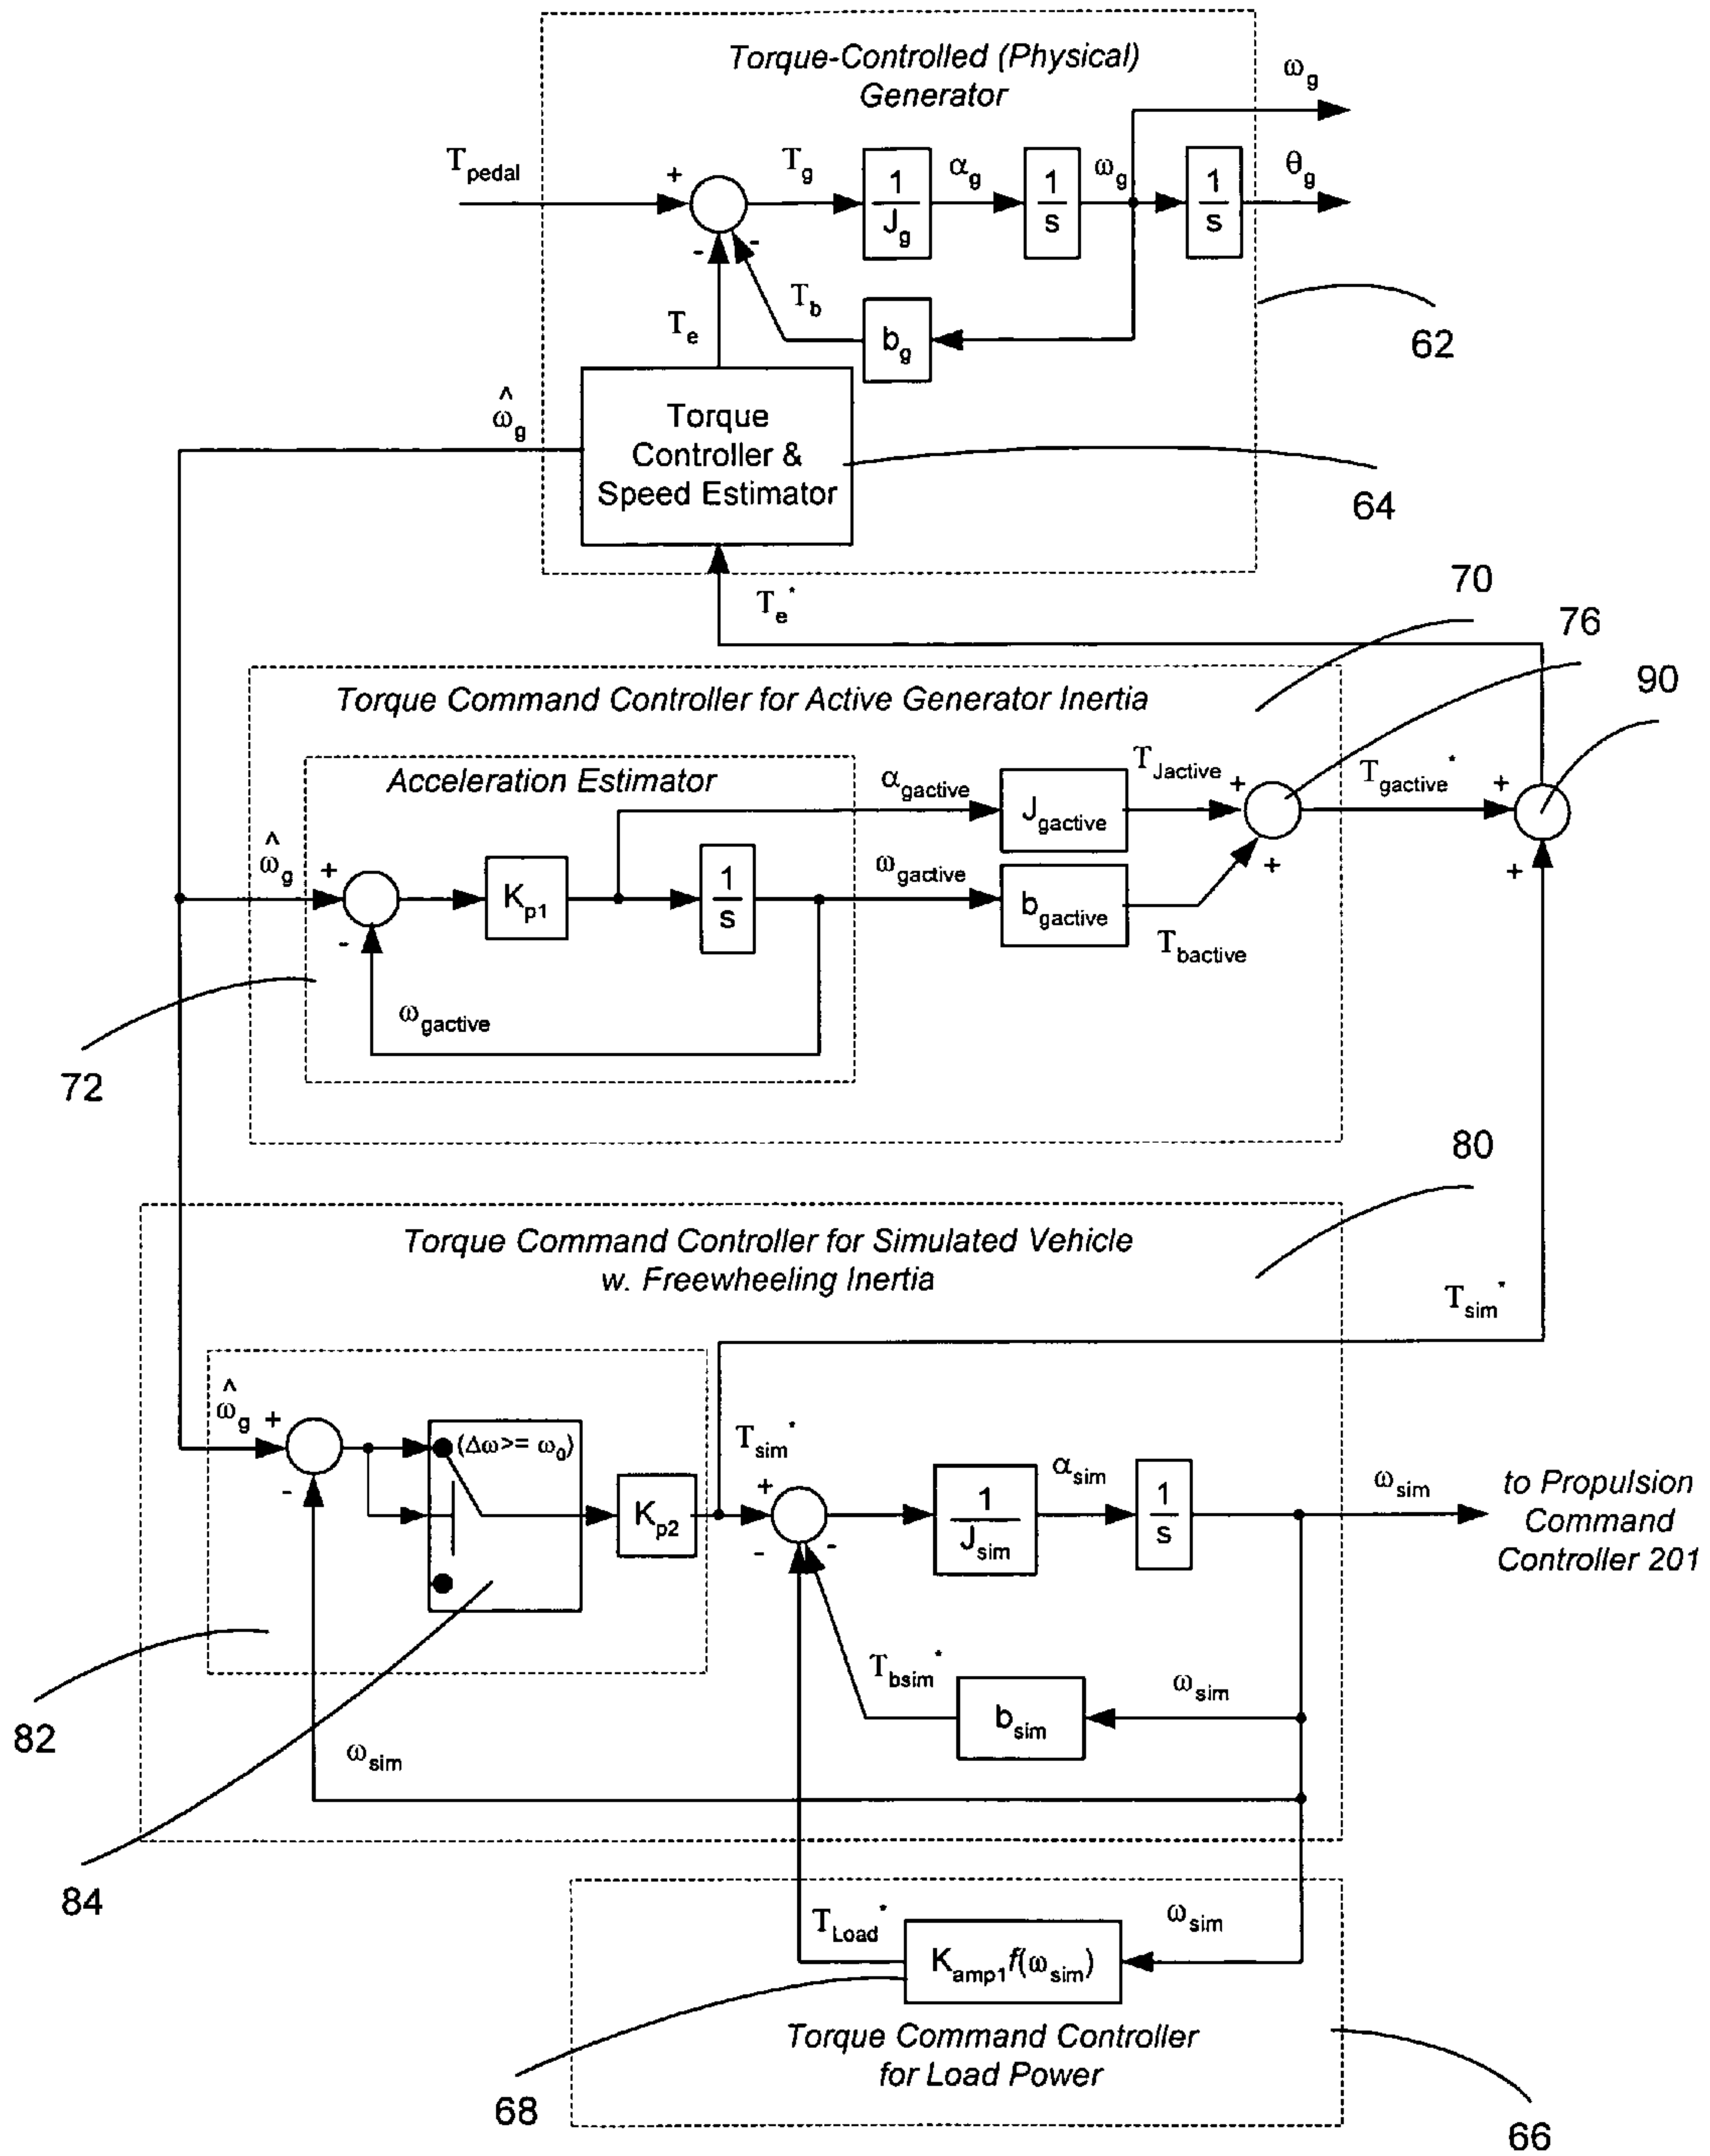 Torque-Controlled (Physical)
Generator
ωg
Tpedal
+
Tg
1
Jg
αg
1
s
ωg
1
s
θg
-
-
Tb
Te
bg
62
ω̂g
Torque
Controller &
Speed Estimator
64
Te*
70
76
90
Torque Command Controller for Active Generator Inertia
Acceleration Estimator
αgactive
Jgactive
TJactive
+
Tgactive*
+
ω̂g
+
Kp1
1
s
ωgactive
bgactive
+
+
-
Tbactive
ωgactive
72
80
Torque Command Controller for Simulated Vehicle
w. Freewheeling Inertia
Tsim*
ω̂g
+
(Δω>= ω0)
Tsim*
-
Kp2
+
1
Jsim
αsim
1
s
ωsim
to Propulsion
Command
Controller 201
-
-
Tbsim*
bsim
ωsim
82
ωsim
84
TLoad*
Kamp1f(ωsim)
ωsim
Torque Command Controller
for Load Power
68
66